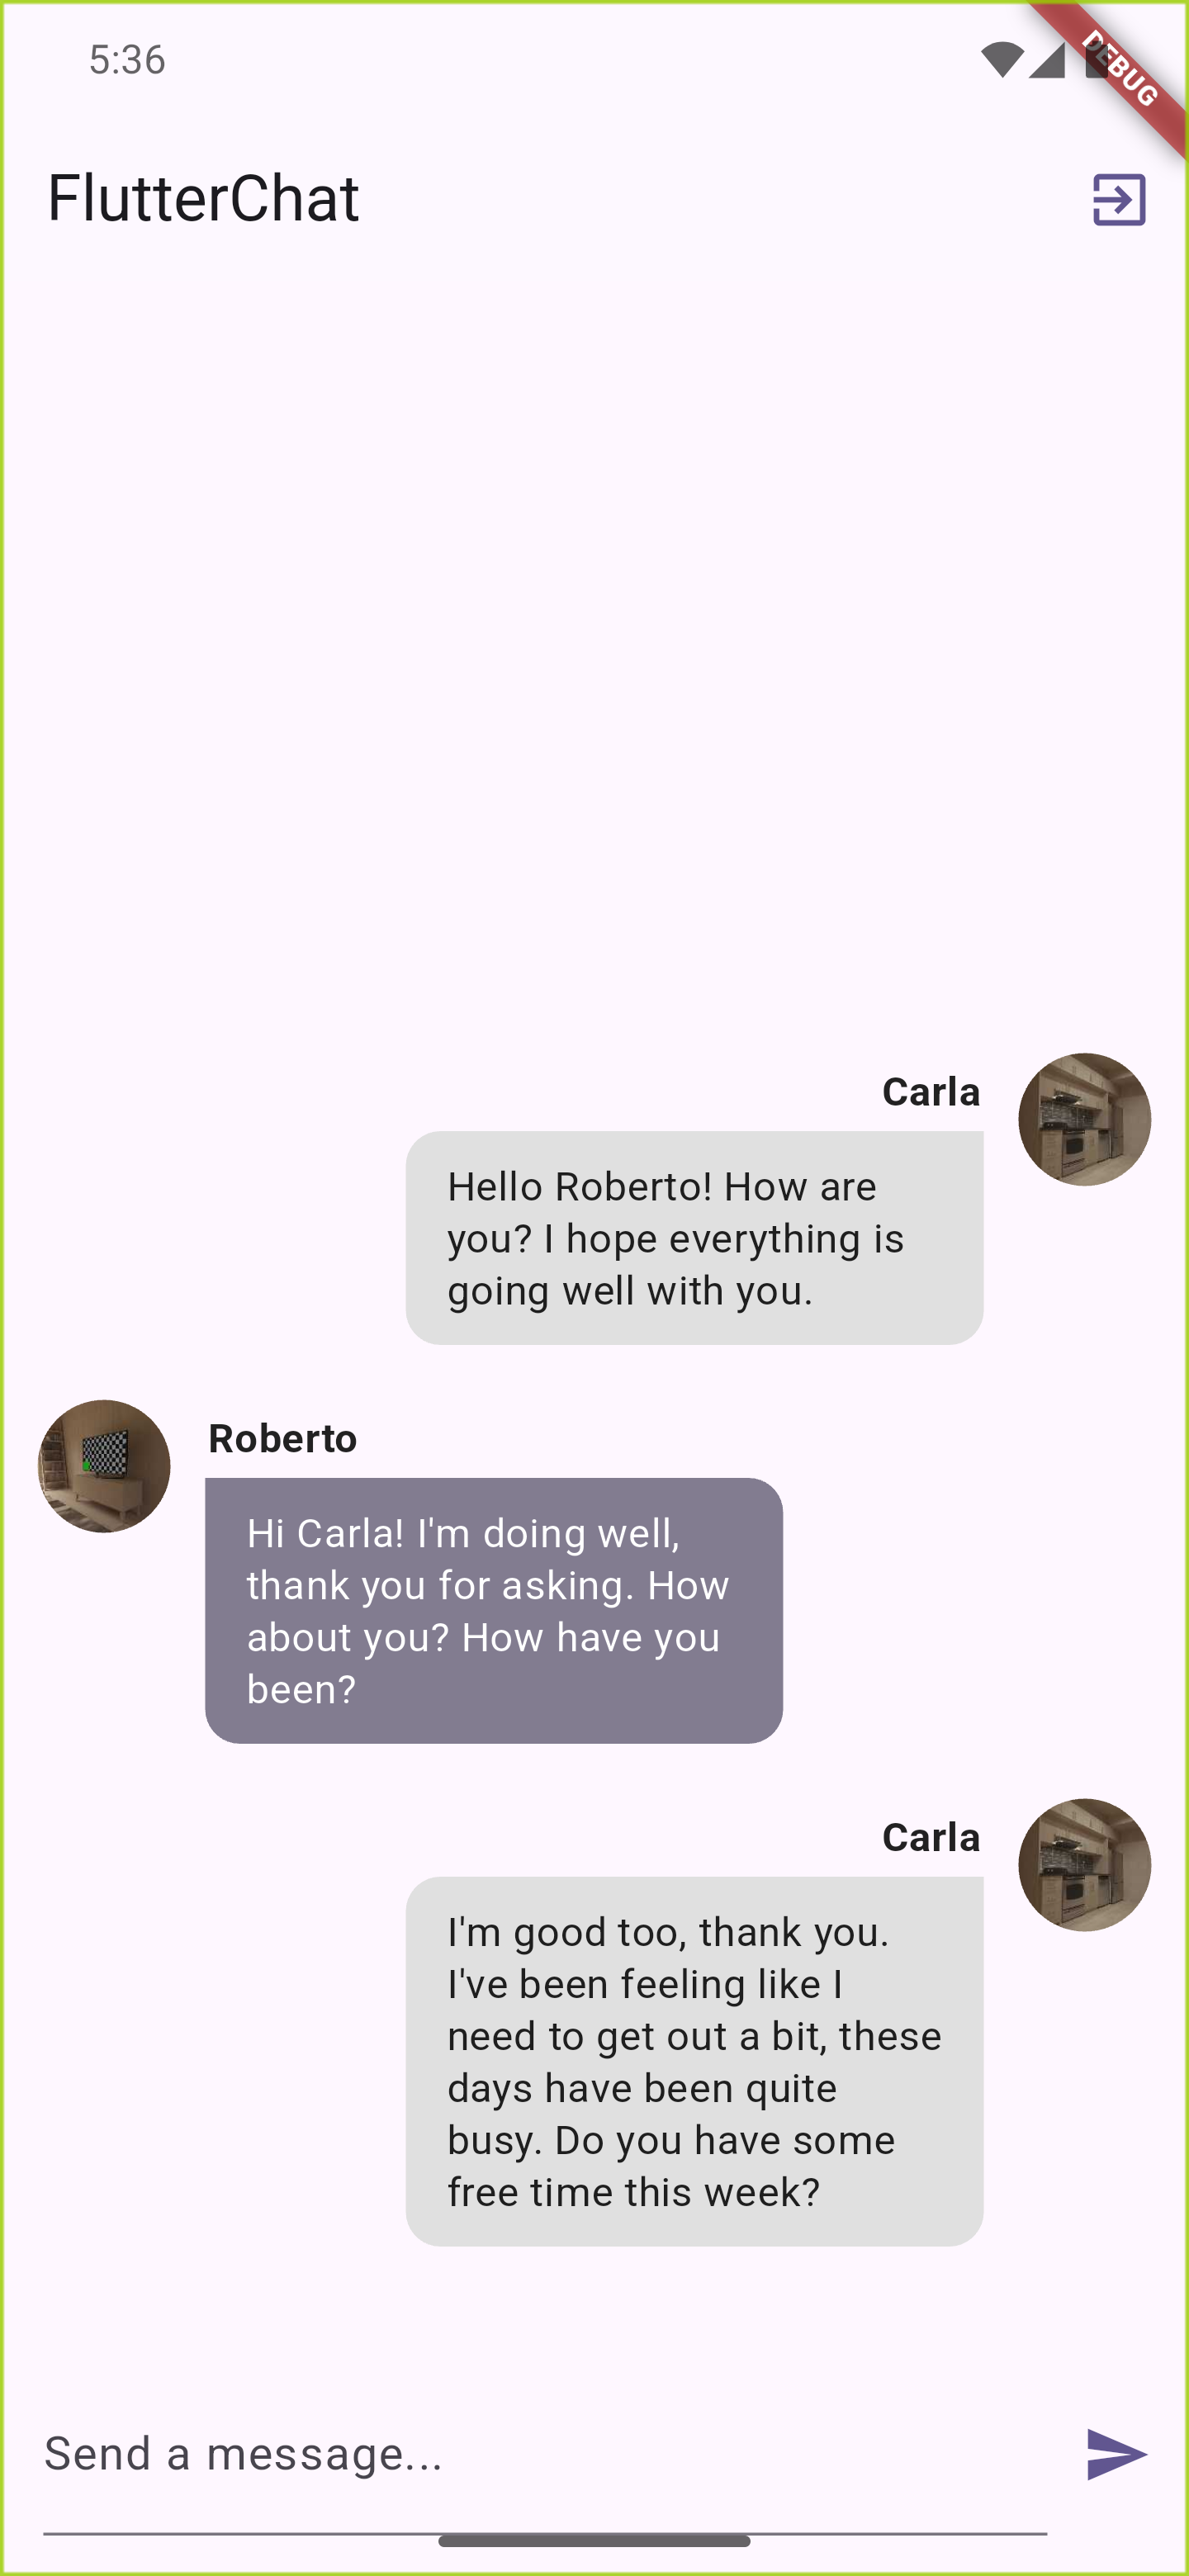 5:36
DEBUG
FlutterChat
Carla
Hello Roberto! How are
you? I hope everything is
going well with you.
Roberto
Hi Carla! I'm doing well,
thank you for asking. How
about you? How have you
been?
Carla
I'm good too, thank you.
I've been feeling like I
need to get out a bit, these
days have been quite
busy. Do you have some
free time this week?
Send a message...